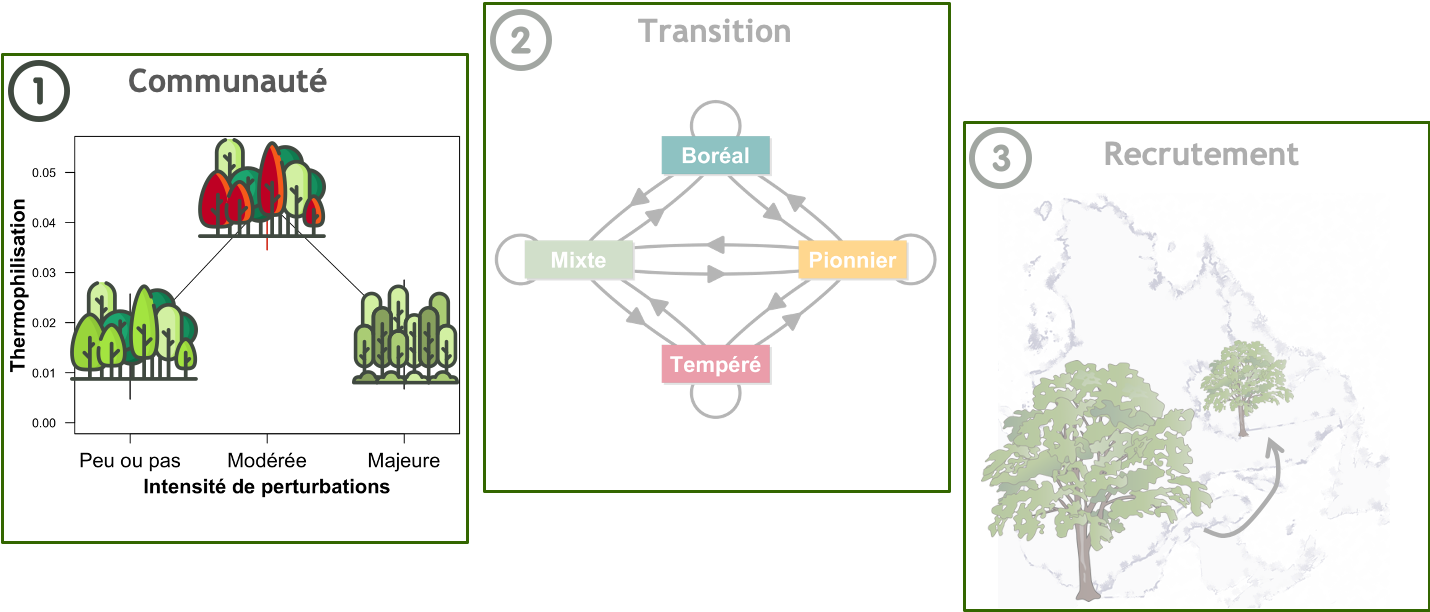 1
Communauté
Thermophilisation
0.05
0.04
0.03
0.02
0.01
0.00
Peu ou pas
Modérée
Majeure
Intensité de perturbations
2
Transition
Boréal
Mixte
Pionnier
Tempéré
3
Recrutement